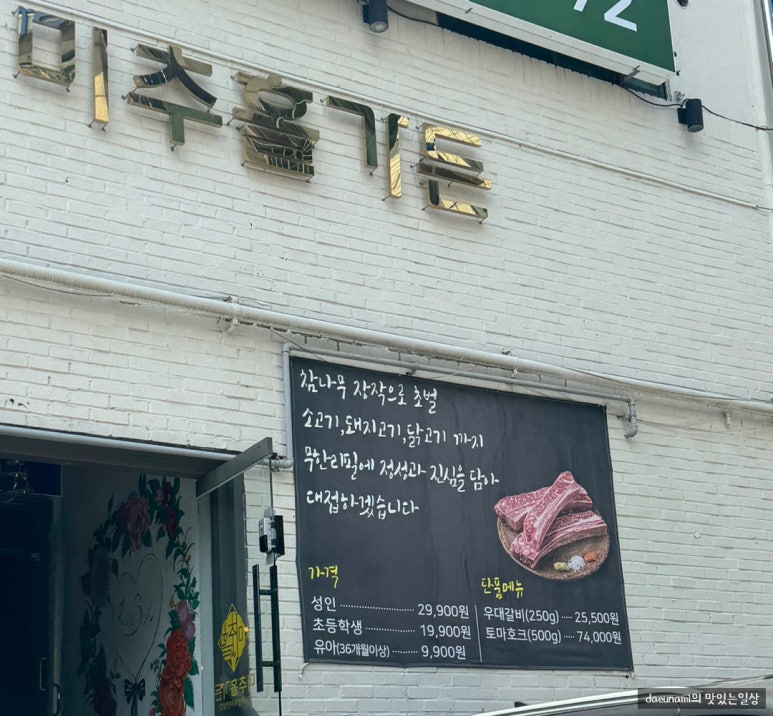 72
미추홀가든
참나무 장작으로 초벌
소고기,돼지고기,닭고기 까지
무한리필에 정성과 진심을 담아
대접하겠습니다
가격
성인 ........................ 29,900원
초등학생 ................ 19,900원
유아(36개월이상) ........ 9,900원
단품메뉴
우대갈비(250g) .... 25,500원
토마호크(500g) .... 74,000원
daeunami의 맛있는일상